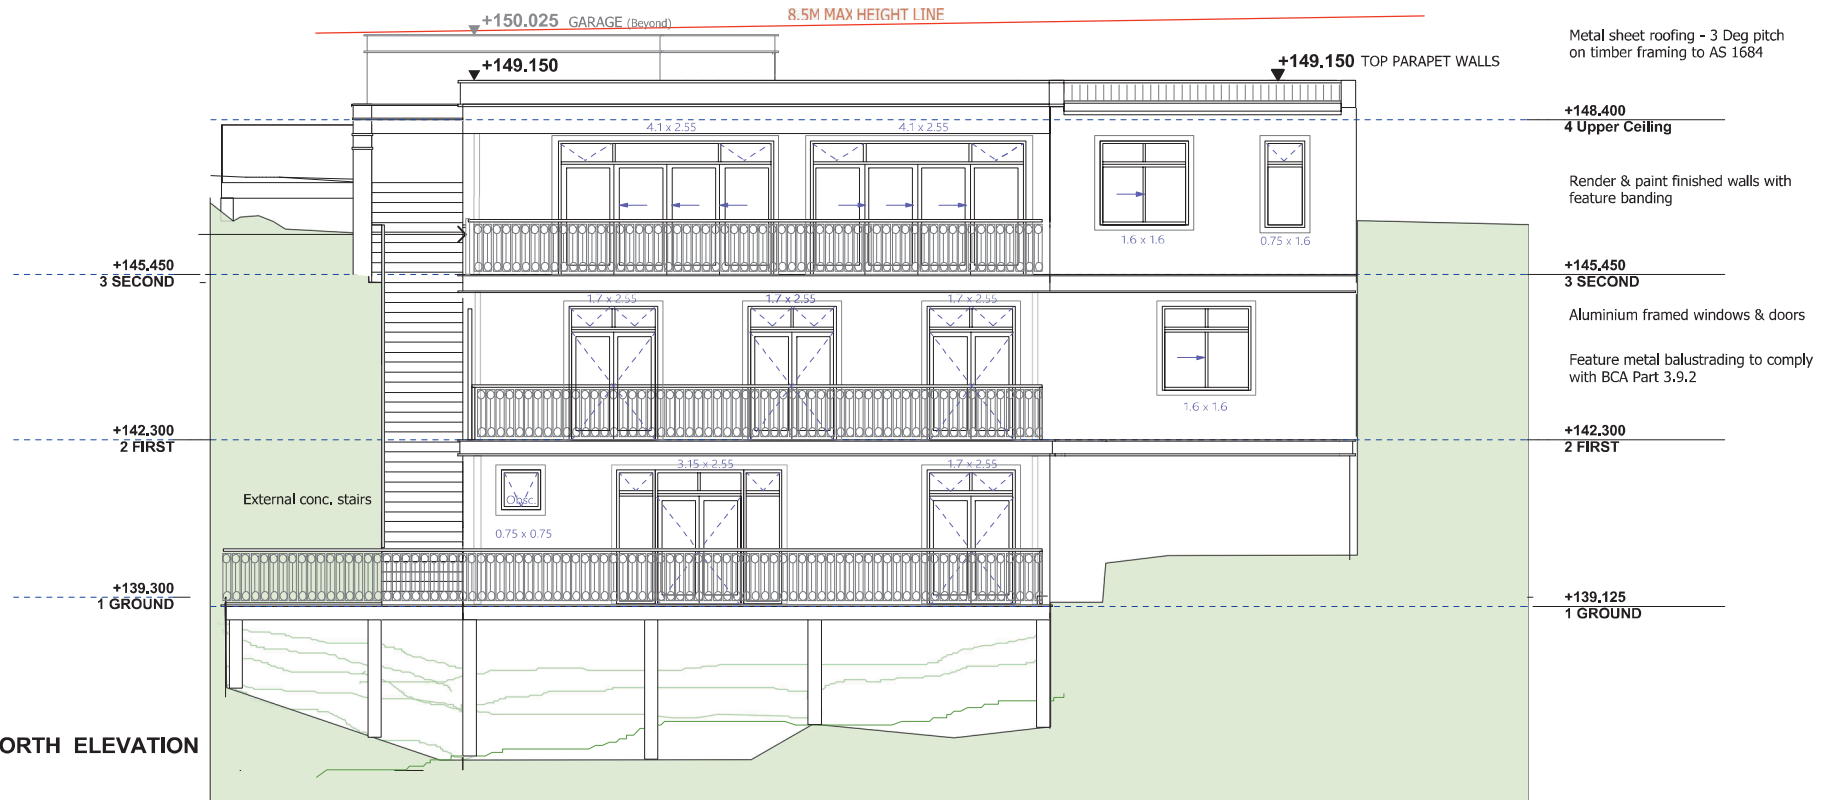 8.5M MAX HEIGHT LINE
+150.025 GARAGE (Beyond)
+149.150
+149.150 TOP PARAPET WALLS
Metal sheet roofing - 3 Deg pitch
on timber framing to AS 1684
+148.400
4 Upper Ceiling
4.1 x 2.55
4.1 x 2.55
Render & paint finished walls with
feature banding
1.6 x 1.6
0.75 x 1.6
+145.450
3 SECOND
+145.450
3 SECOND
1.7 x 2.55
1.7 x 2.55
1.7 x 2.55
Aluminium framed windows & doors
Feature metal balustrading to comply
with BCA Part 3.9.2
1.6 x 1.6
+142.300
2 FIRST
+142.300
2 FIRST
3.15 x 2.55
1.7 x 2.55
External conc. stairs
Obsc.
0.75 x 0.75
+139.300
1 GROUND
+139.125
1 GROUND
ORTH ELEVATION